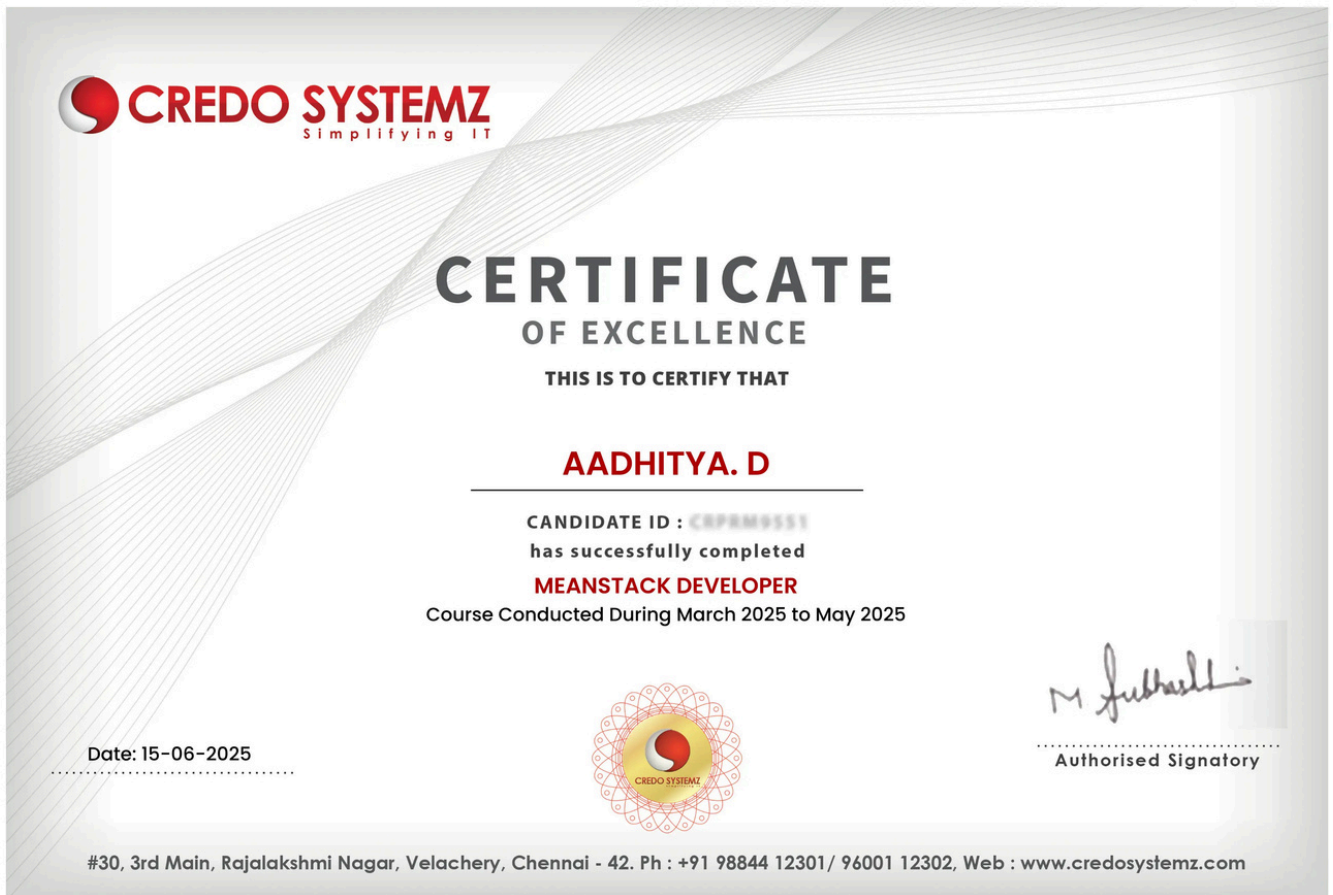 CREDO SYSTEMZ
Simplifying IT
CERTIFICATE
OF EXCELLENCE
THIS IS TO CERTIFY THAT
AADHITYA. D
CANDIDATE ID :
has successfully completed
MEANSTACK DEVELOPER
Course Conducted During March 2025 to May 2025
M.
Date: 15-06-2025
CREDO SYSTEMZ
Authorised Signatory
#30, 3rd Main, Rajalakshmi Nagar, Velachery, Chennai - 42. Ph : +91 98844 12301/ 96001 12302, Web : www.credosystemz.com